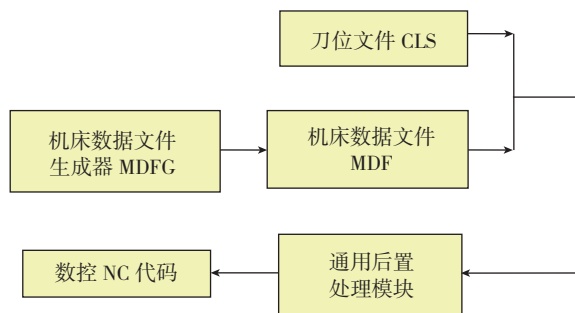 刀位文件 CLS
机床数据文件
生成器 MDFG
机床数据文件
MDF
数控 NC 代码
通用后置
处理模块